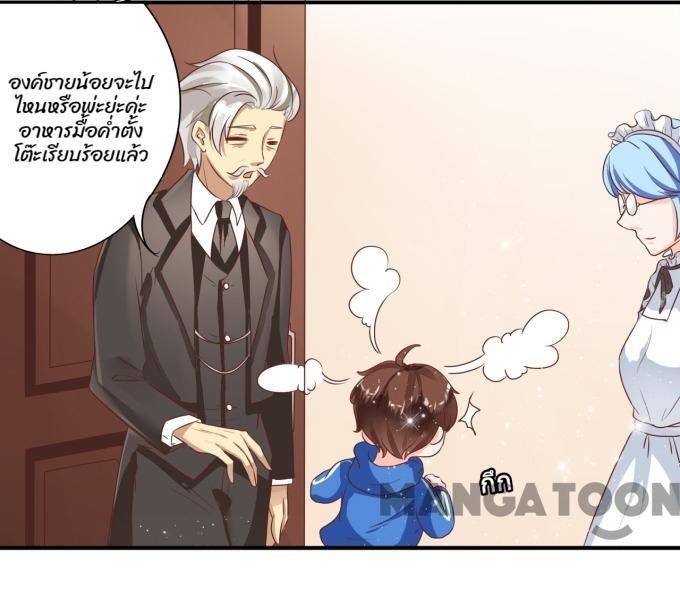 องค์ชายน้อยจะไป
ไหนหรือพ่ะย่ะค่ะ
อาหารมื้อค่ำตั้ง
โต๊ะเรียบร้อยแล้ว
กึก
MANGATOON